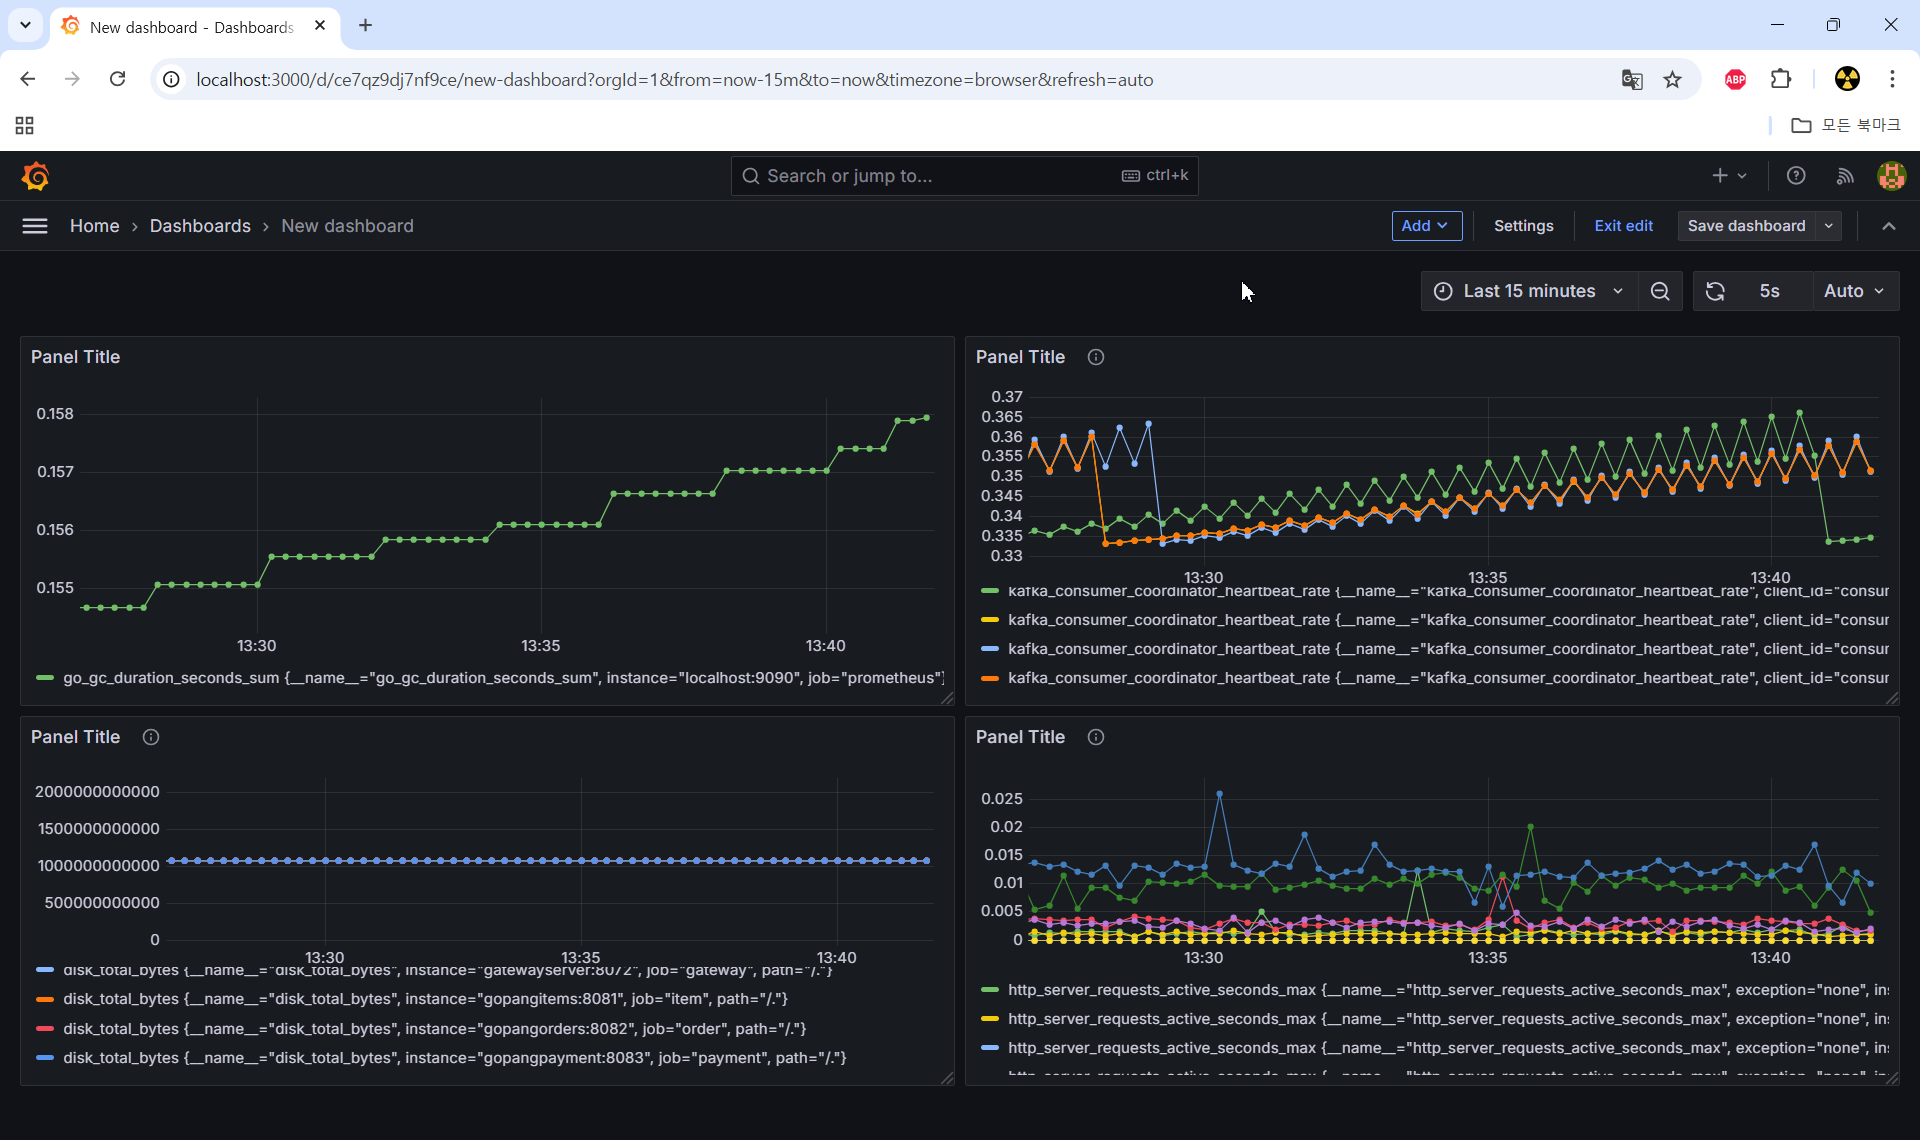 New dashboard - Dashboards
localhost:3000/d/ce7qz9dj7nf9ce/new-dashboard?orgId=1&from=now-15m&to=now&timezone=browser&refresh=auto
ABP
모든 북마크
Search or jump to...
ctrl+k
Home > Dashboards > New dashboard
Add
Settings
Exit edit
Save dashboard
Last 15 minutes
5s
Auto
Panel Title
0.158
0.157
0.156
0.155
13:30
13:35
13:40
go_gc_duration_seconds_sum {__name__="go_gc_duration_seconds_sum", instance="localhost:9090", job="prometheus"}
Panel Title
0.37
0.365
0.36
0.355
0.35
0.345
0.34
0.335
0.33
13:30
13:35
13:40
kafka_consumer_coordinator_heartbeat_rate {__name__="kafka_consumer_coordinator_heartbeat_rate", client_id="consur
kafka_consumer_coordinator_heartbeat_rate {__name__="kafka_consumer_coordinator_heartbeat_rate", client_id="consur
kafka_consumer_coordinator_heartbeat_rate {__name__="kafka_consumer_coordinator_heartbeat_rate", client_id="consur
kafka_consumer_coordinator_heartbeat_rate {__name__="kafka_consumer_coordinator_heartbeat_rate", client_id="consur
Panel Title
2000000000000
1500000000000
1000000000000
500000000000
0
13:30
13:35
13:40
disk_total_bytes {__name__="disk_total_bytes", instance="gatewayserver:8072", job="gateway", path="/."}
disk_total_bytes {__name__="disk_total_bytes", instance="gopangitems:8081", job="item", path="/."}
disk_total_bytes {__name__="disk_total_bytes", instance="gopangorders:8082", job="order", path="/."}
disk_total_bytes {__name__="disk_total_bytes", instance="gopangpayment:8083", job="payment", path="/."}
Panel Title
0.025
0.02
0.015
0.01
0.005
0
13:30
13:35
13:40
http_server_requests_active_seconds_max {__name__="http_server_requests_active_seconds_max", exception="none", in
http_server_requests_active_seconds_max {__name__="http_server_requests_active_seconds_max", exception="none", in
http_server_requests_active_seconds_max {__name__="http_server_requests_active_seconds_max", exception="none", in